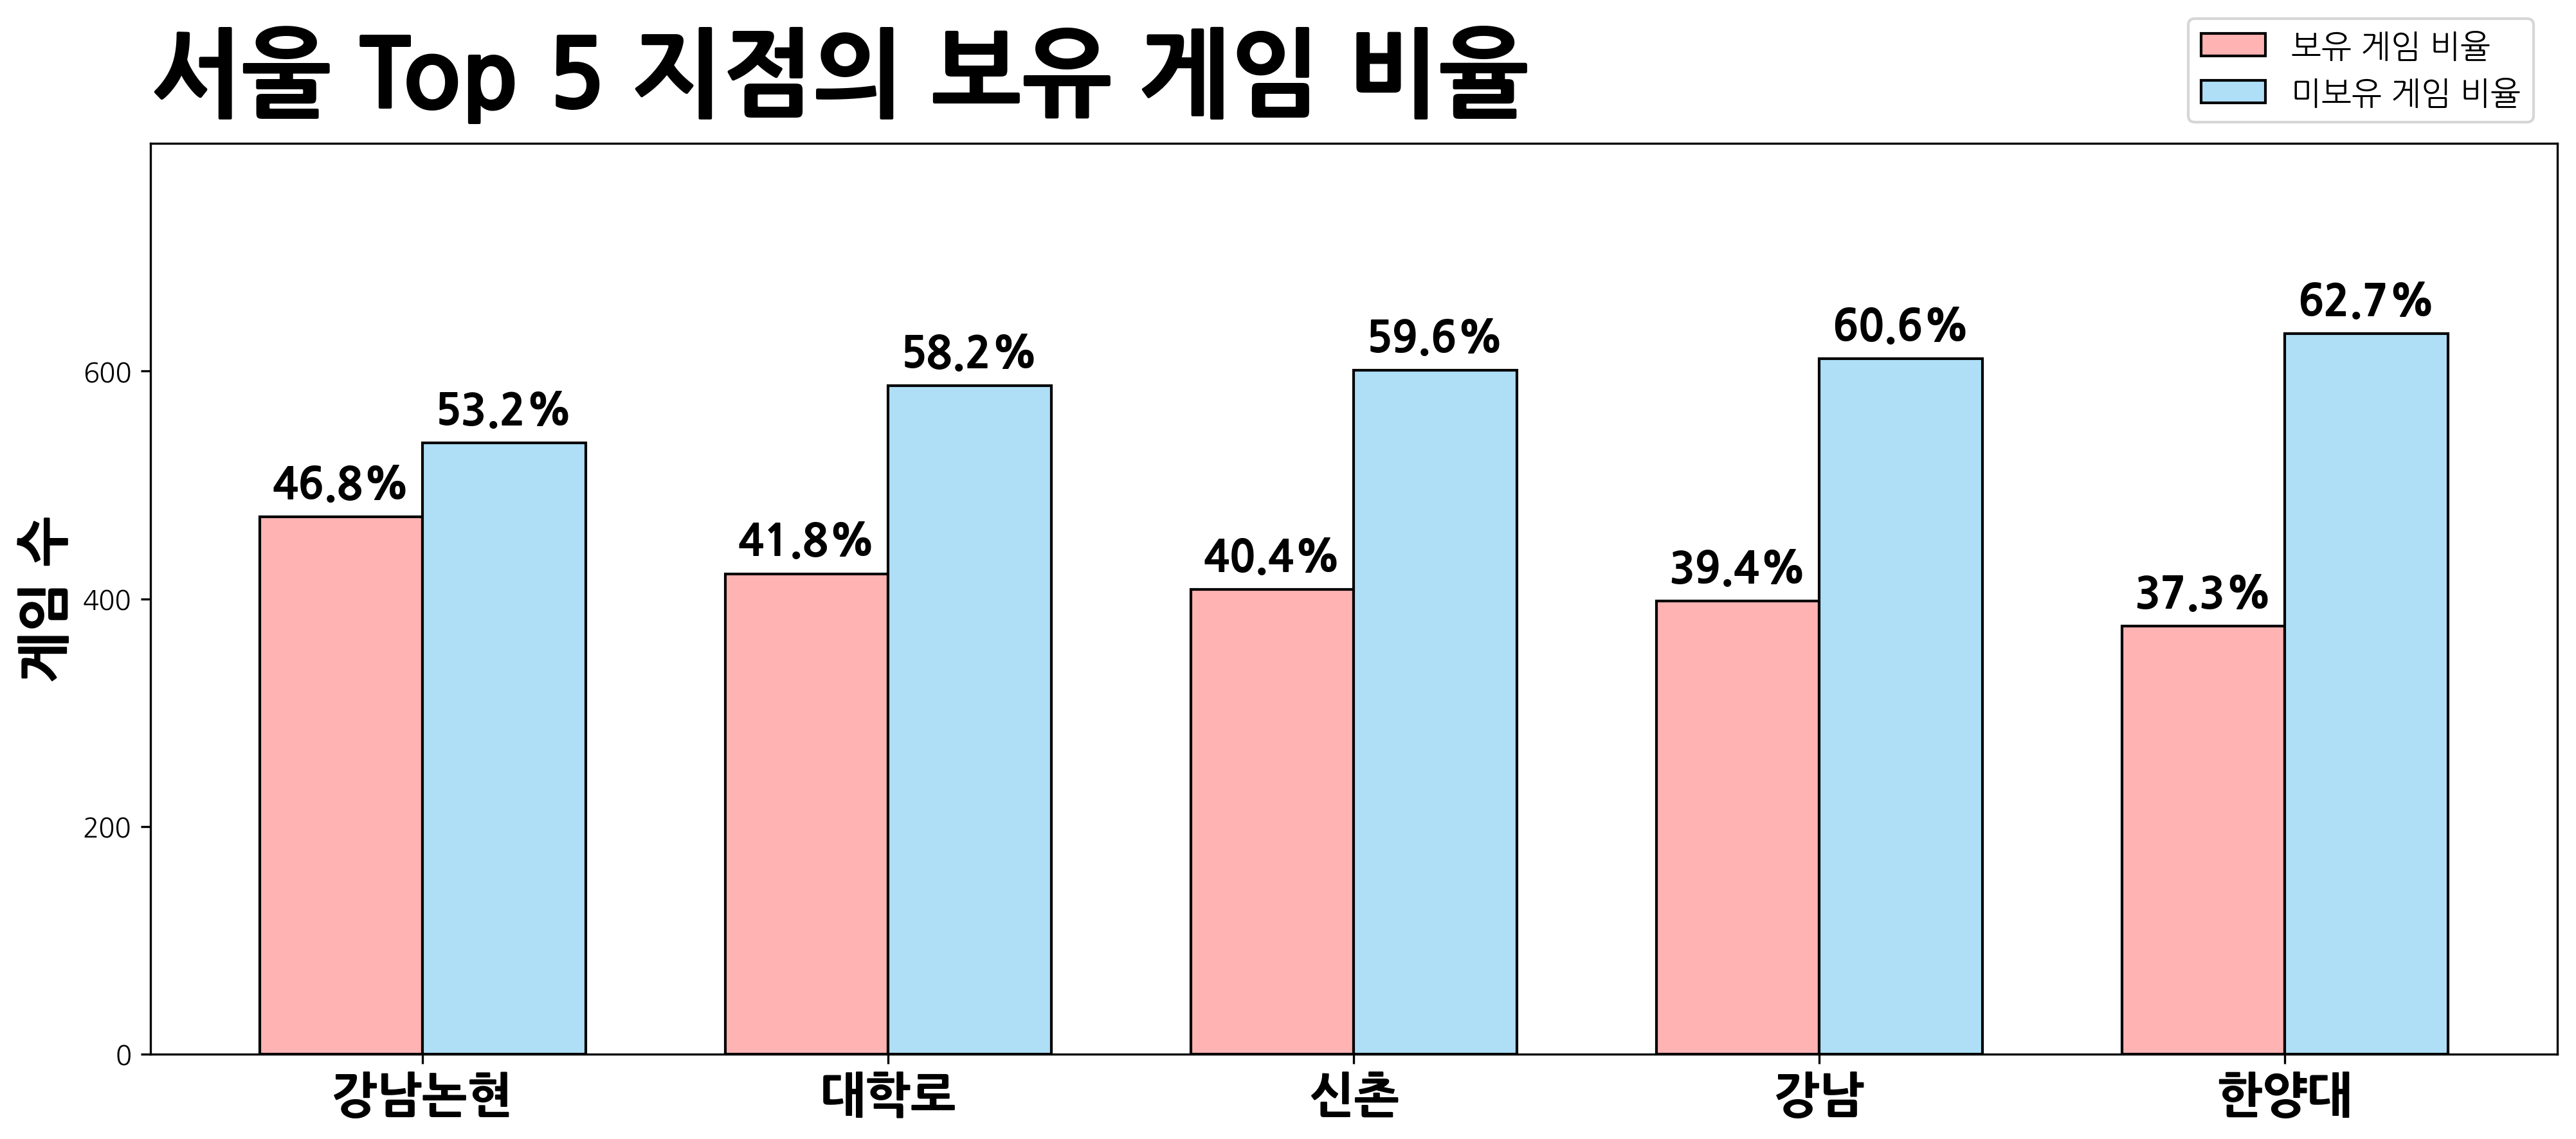 서울 Top 5 지점의 보유 게임 비율
보유 게임 비율
미보유 게임 비율
게임 수
600
400
200
0
46.8%
53.2%
41.8%
58.2%
40.4%
59.6%
39.4%
60.6%
37.3%
62.7%
강남논현
대학로
신촌
강남
한양대